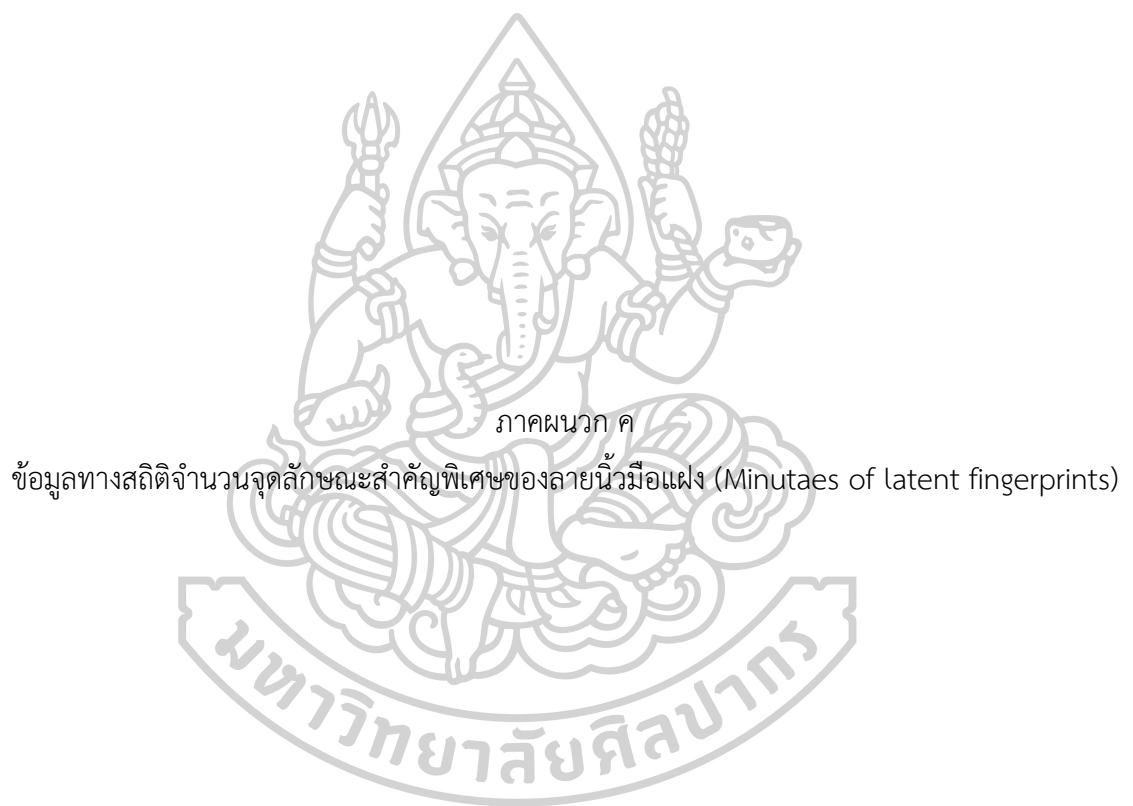 ภาคผนวก ค
ข้อมูลทางสถิติจำนวนจุดลักษณะสำคัญพิเศษของลายนิ้วมือแฝง (Minutaes of latent fingerprints)
มหาวิทยาลัยศิลปากร